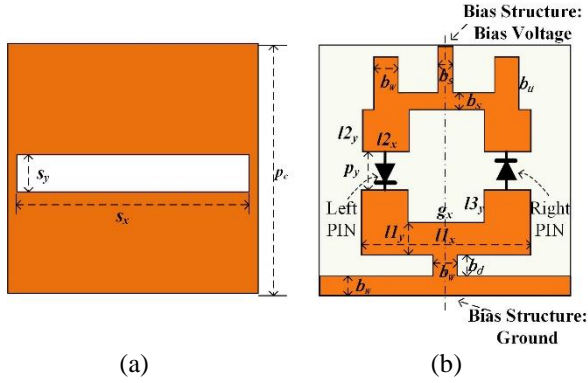 Bias Structure:
Bias Voltage
b_w
b_s
b_u
b_s
l2_y
l2_x
s_y
p_c
p_y
s_x
Left
PIN
g_x
l3_y
Right
PIN
l1_y
l1_x
b_w
b_d
b_w
Bias Structure:
Ground
(a)
(b)